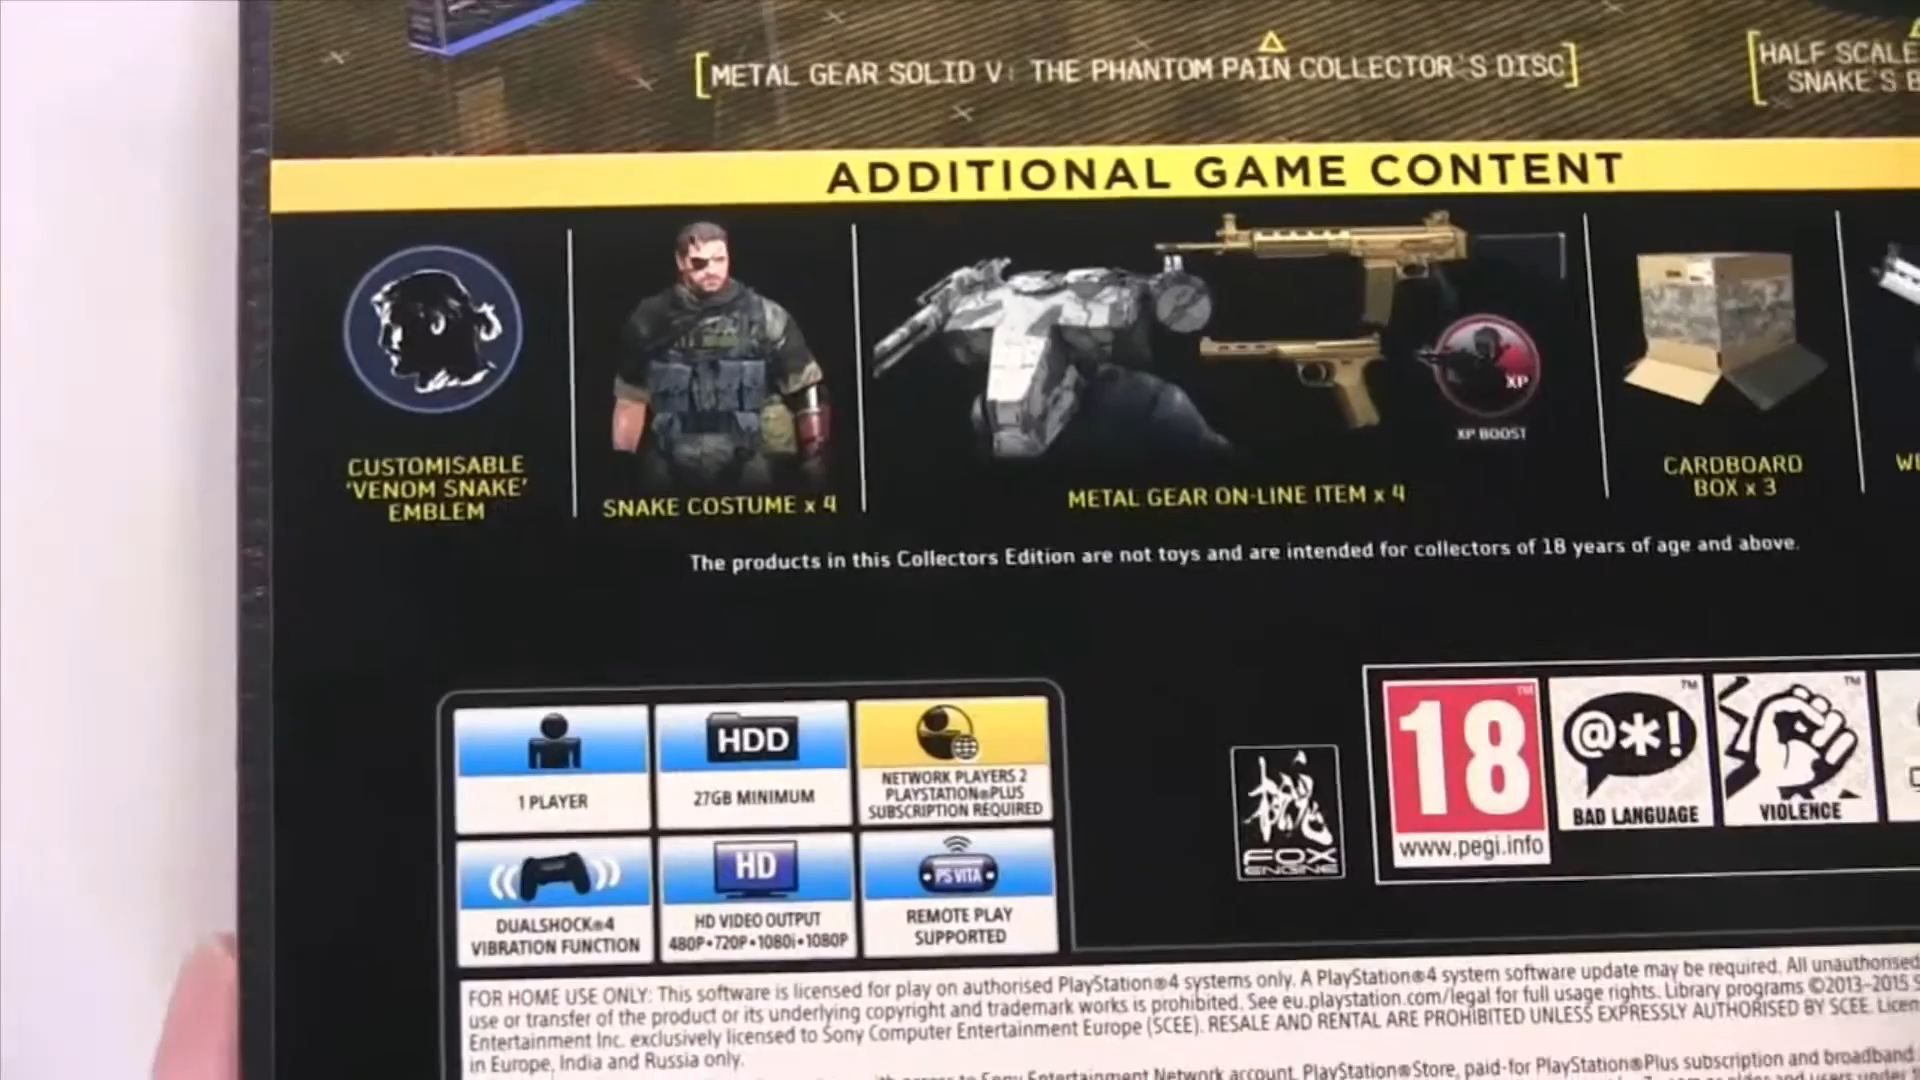 [METAL GEAR SOLID V: THE PHANTOM PAIN COLLECTOR'S DISC]
[HALF SCALE
SNAKE'S
ADDITIONAL GAME CONTENT
CUSTOMISABLE
'VENOM SNAKE'
EMBLEM
SNAKE COSTUME x 4
XP
XP BOOST
METAL GEAR ON-LINE ITEM x 4
CARDBOARD
BOX x 3
The products in this Collectors Edition are not toys and are intended for collectors of 18 years of age and above.
1 PLAYER
HDD
27GB MINIMUM
NETWORK PLAYERS 2
PLAYSTATION®PLUS
SUBSCRIPTION REQUIRED
DUALSHOCK®4
VIBRATION FUNCTION
HD
HD VIDEO OUTPUT
480P•720P•1080i•1080P
PS VITA
REMOTE PLAY
SUPPORTED
FOX
ENGINE
18
TM
www.pegi.info
@*!
TM
BAD LANGUAGE
TM
VIOLENCE
FOR HOME USE ONLY: This software is licensed for play on authorised PlayStation®4 systems only. A PlayStation®4 system software update may be required. All unauthorised
use or transfer of the product or its underlying copyright and trademark works is prohibited. See eu.playstation.com/legal for full usage rights. Library programs ©2013-2015
Entertainment Inc. exclusively licensed to Sony Computer Entertainment Europe (SCEE). RESALE AND RENTAL ARE PROHIBITED UNLESS EXPRESSLY AUTHORISED BY SCEE.
in Europe, India and Russia only.
Sony Entertainment Network account, PlayStation®Store, paid-for PlayStation®Plus subscription and broadband